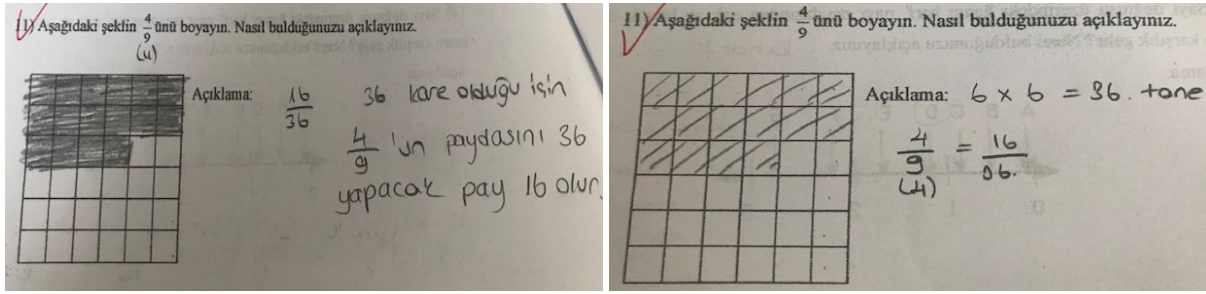 11) Aşağıdaki şeklin 4/9 ünü boyayın. Nasıl bulduğunuzu açıklayınız.
(4)
Açıklama: 16/36 36 kare olduğu için
4/9 'un paydasını 36
yapacak pay 16 olur.
11) Aşağıdaki şeklin 4/9 ünü boyayın. Nasıl bulduğunuzu açıklayınız.
Açıklama: 6 x 6 = 36. tane
4/9 = 16/36.
(4)